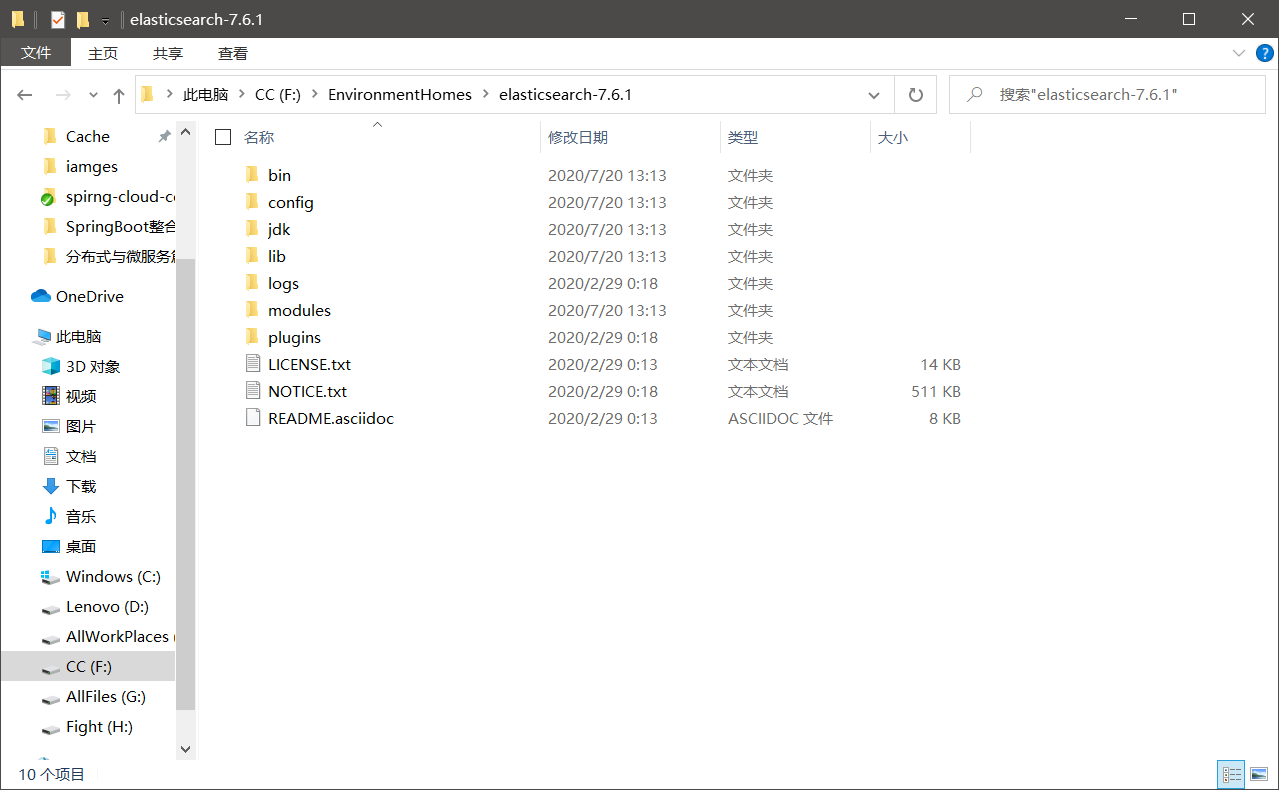 elasticsearch-7.6.1
文件 主页 共享 查看
此电脑 CC (F:) EnvironmentHomes elasticsearch-7.6.1 搜索"elasticsearch-7.6.1"
Cache
iamges
spirng-cloud-c
SpringBoot整合
分布式与微服务
OneDrive
此电脑
3D 对象
视频
图片
文档
下载
音乐
桌面
Windows (C:)
Lenovo (D:)
AllWorkPlaces (
CC (F:)
AllFiles (G:)
Fight (H:)
名称 修改日期 类型 大小
bin 2020/7/20 13:13 文件夹
config 2020/7/20 13:13 文件夹
jdk 2020/7/20 13:13 文件夹
lib 2020/7/20 13:13 文件夹
logs 2020/2/29 0:18 文件夹
modules 2020/7/20 13:13 文件夹
plugins 2020/2/29 0:18 文件夹
LICENSE.txt 2020/2/29 0:13 文本文档 14 KB
NOTICE.txt 2020/2/29 0:18 文本文档 511 KB
README.asciidoc 2020/2/29 0:13 ASCIIDOC 文件 8 KB
10 个项目